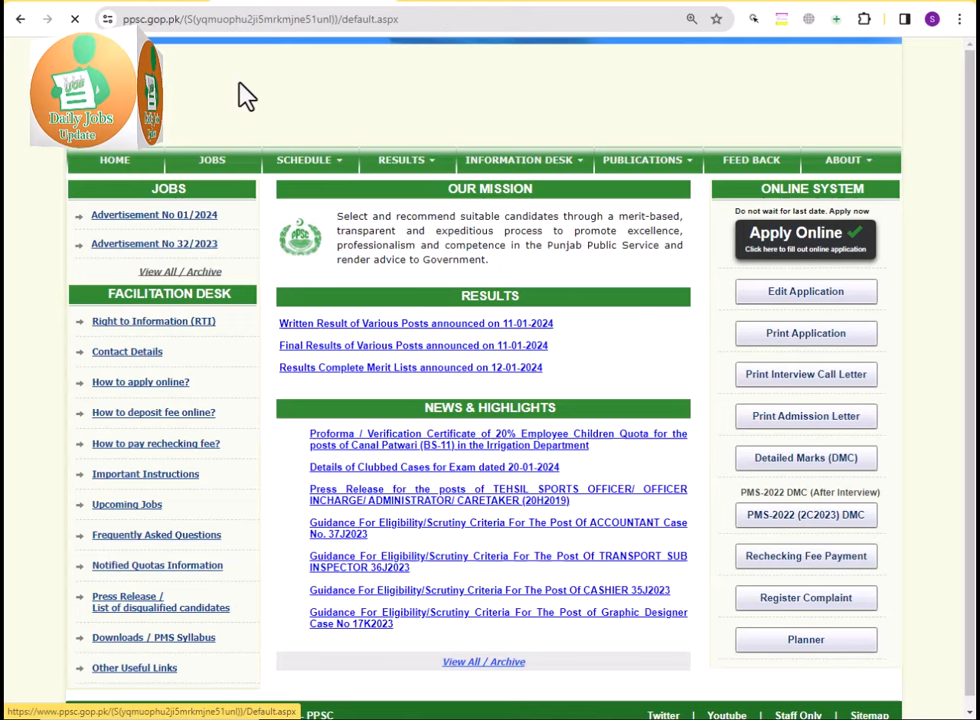 ppsc.gop.pk/(S(yqmuophu2ji5mrkmjne51unl))/default.aspx
S
JOB
Daily Jobs
Update
HOME
JOBS
SCHEDULE
RESULTS
INFORMATION DESK
PUBLICATIONS
FEED BACK
ABOUT
JOBS
Advertisement No 01/2024
Advertisement No 32/2023
View All / Archive
FACILITATION DESK
Right to Information (RTI)
Contact Details
How to apply online?
How to deposit fee online?
How to pay rechecking fee?
Important Instructions
Upcoming Jobs
Frequently Asked Questions
Notified Quotas Information
Press Release /
List of disqualified candidates
Downloads / PMS Syllabus
Other Useful Links
OUR MISSION
PPSC
Select and recommend suitable candidates through a merit-based,
transparent and expeditious process to promote excellence,
professionalism and competence in the Punjab Public Service and
render advice to Government.
RESULTS
Written Result of Various Posts announced on 11-01-2024
Final Results of Various Posts announced on 11-01-2024
Results Complete Merit Lists announced on 12-01-2024
NEWS & HIGHLIGHTS
Proforma / Verification Certificate of 20% Employee Children Quota for the
posts of Canal Patwari (BS-11) in the Irrigation Department
Details of Clubbed Cases for Exam dated 20-01-2024
Press Release for the posts of TEHSIL SPORTS OFFICER/ OFFICER
INCHARGE/ ADMINISTRATOR/ CARETAKER (20H2019)
Guidance For Eligibility/Scrutiny Criteria For The Post Of ACCOUNTANT Case
No. 37J2023
Guidance For Eligibility/Scrutiny Criteria For The Post Of TRANSPORT SUB
INSPECTOR 36J2023
Guidance For Eligibility/Scrutiny Criteria For The Post Of CASHIER 35J2023
Guidance For Eligibility/Scrutiny Criteria For The Post of Graphic Designer
Case No 17K2023
View All / Archive
ONLINE SYSTEM
Do not wait for last date. Apply now
Apply Online
Click here to fill out online application
Edit Application
Print Application
Print Interview Call Letter
Print Admission Letter
Detailed Marks (DMC)
PMS-2022 DMC (After Interview)
PMS-2022 (2C2023) DMC
Rechecking Fee Payment
Register Complaint
Planner
https://www.ppsc.gop.pk/(S(yqmuophu2ji5mrkmjne51unl))/Default.aspx
- PPSC
Twitter | Youtube | Staff Only | Sitemap